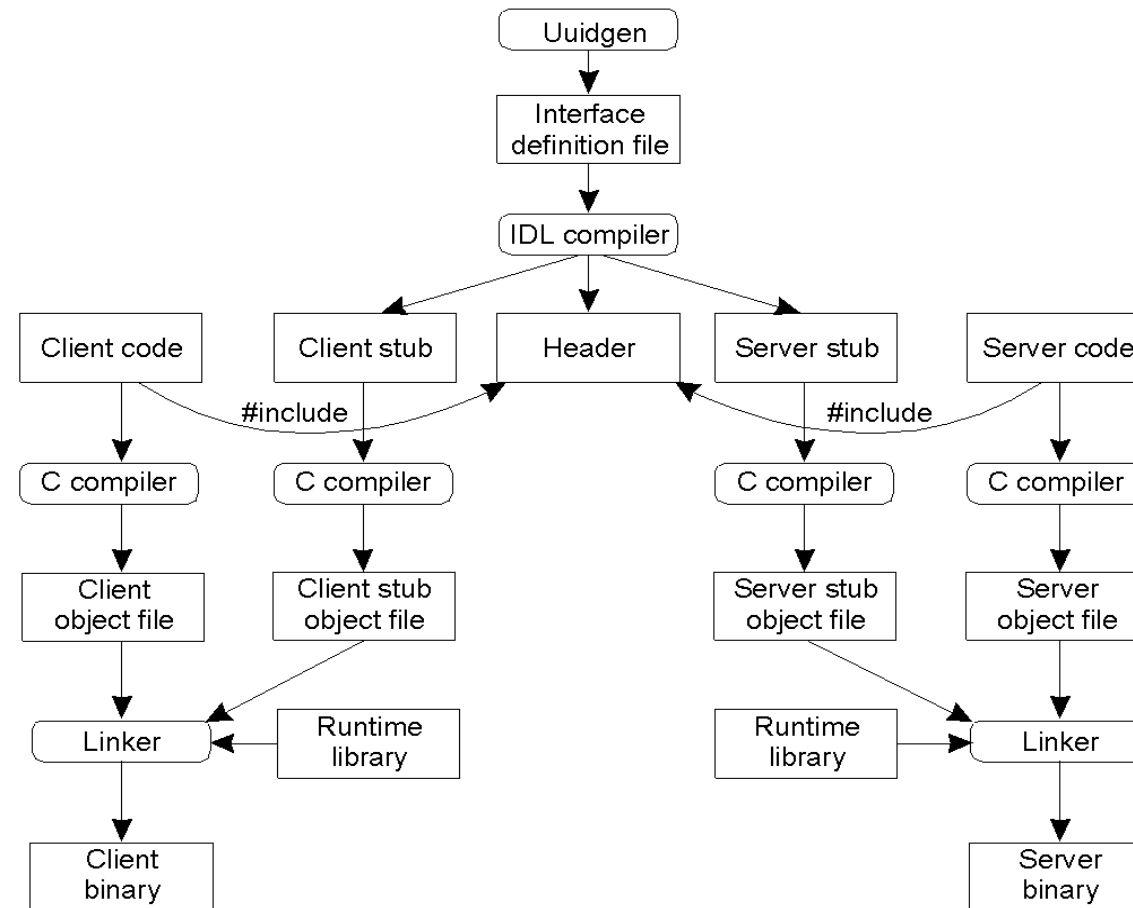 Uuidgen
Interface
definition file
IDL compiler
Client code
Client stub
Header
Server stub
Server code
#include
#include
C compiler
C compiler
C compiler
C compiler
Client
object file
Client stub
object file
Server stub
object file
Server
object file
Linker
Runtime
library
Runtime
library
Linker
Client
binary
Server
binary